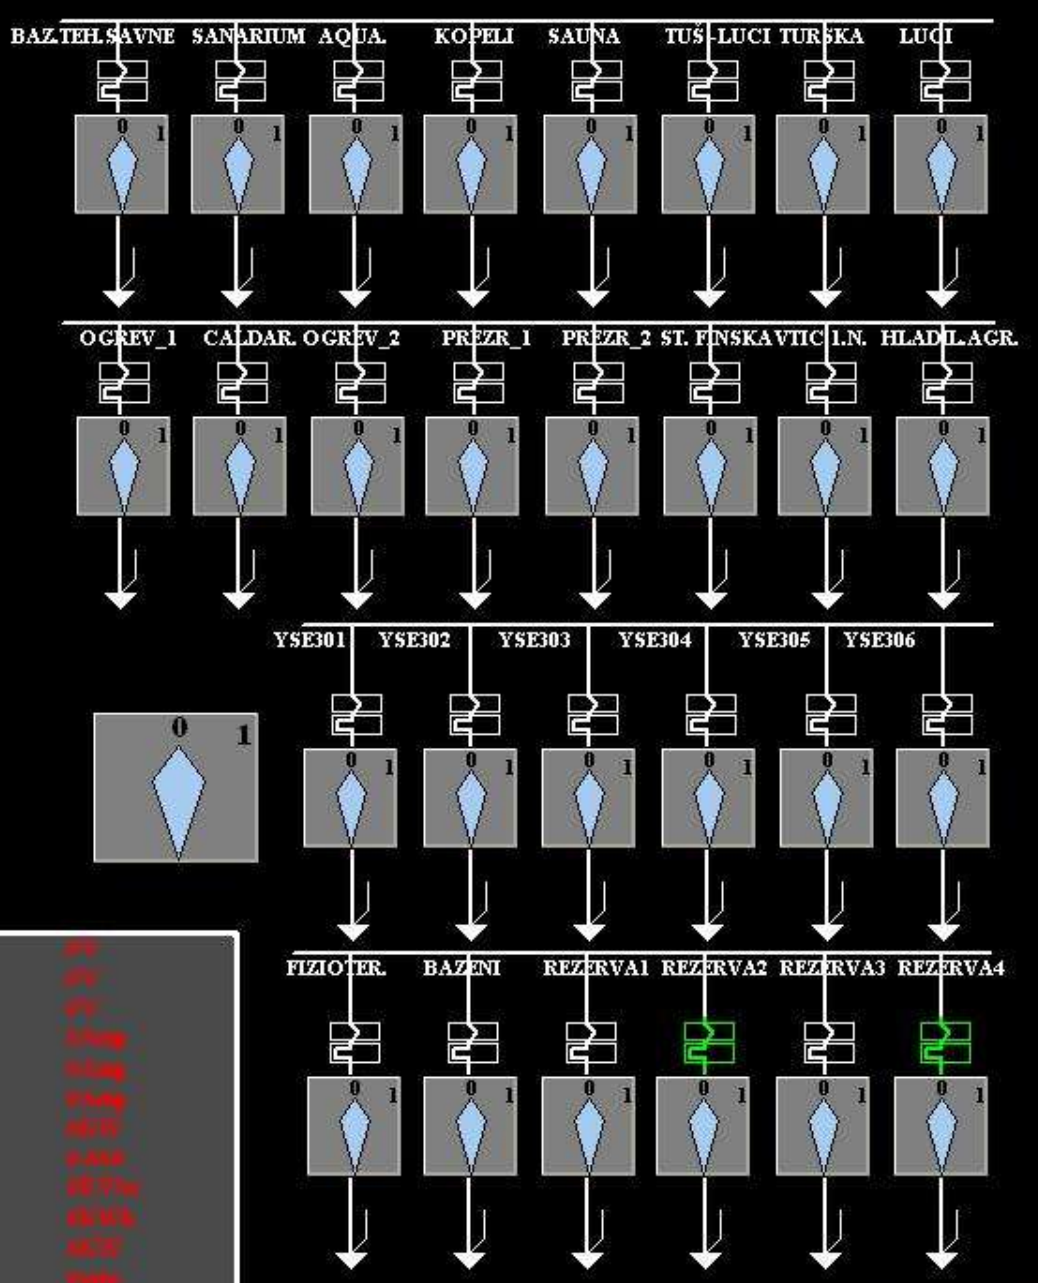 BAZ.TEH.SAVNE SANARIUM AQUA. KOPELI SAUNA TUŠ-LUCI TURSKA LUCI
0 1 0 1 0 1 0 1 0 1 0 1 0 1 0 1
OGREV_1 CALDAR. OGREV_2 PREZR_1 PREZR_2 ST. FINSKA VTIC I.N. HLADIL.AGR.
0 1 0 1 0 1 0 1 0 1 0 1 0 1 0 1
YSE301 YSE302 YSE303 YSE304 YSE305 YSE306
0 1
0 1 0 1 0 1 0 1 0 1 0 1
FIZIOTER. BAZENI REZERVA1 REZERVA2 REZERVA3 REZERVA4
0 1 0 1 0 1 0 1 0 1 0 1